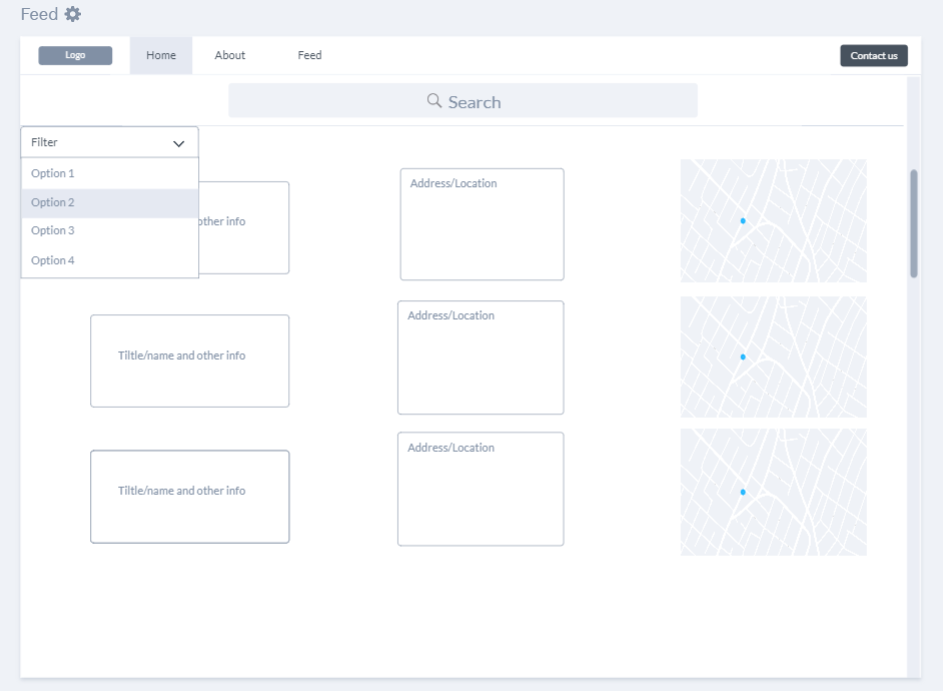 Feed
Logo Home About Feed Contact us
Search
Filter
Option 1
Option 2
Option 3
Option 4
other info
Address/Location
Tiltle/name and other info
Address/Location
Tiltle/name and other info
Address/Location